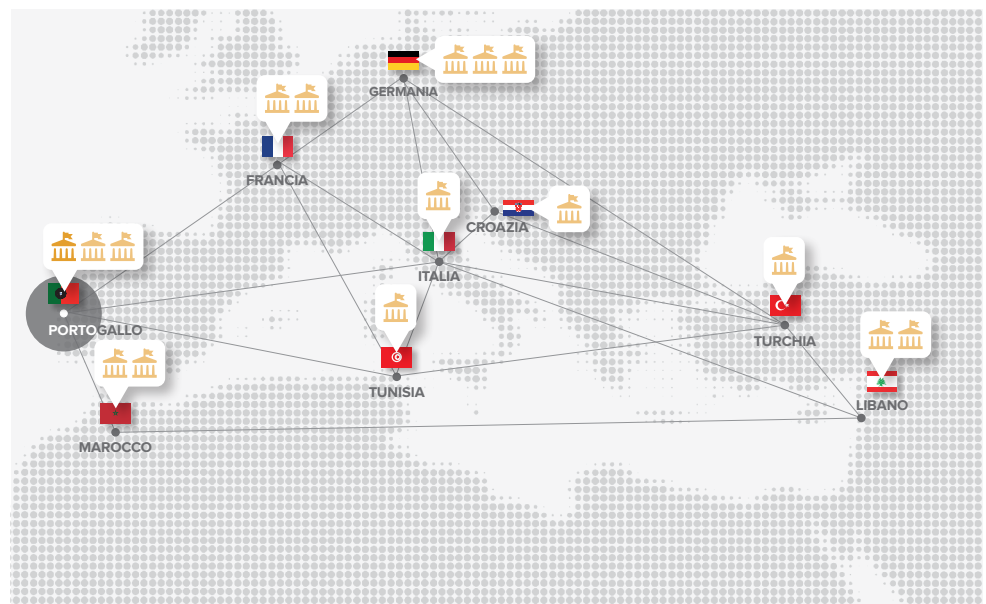 GERMANIA
FRANCIA
CROAZIA
ITALIA
PORTOGALLO
TURCHIA
TUNISIA
LIBANO
MAROCCO